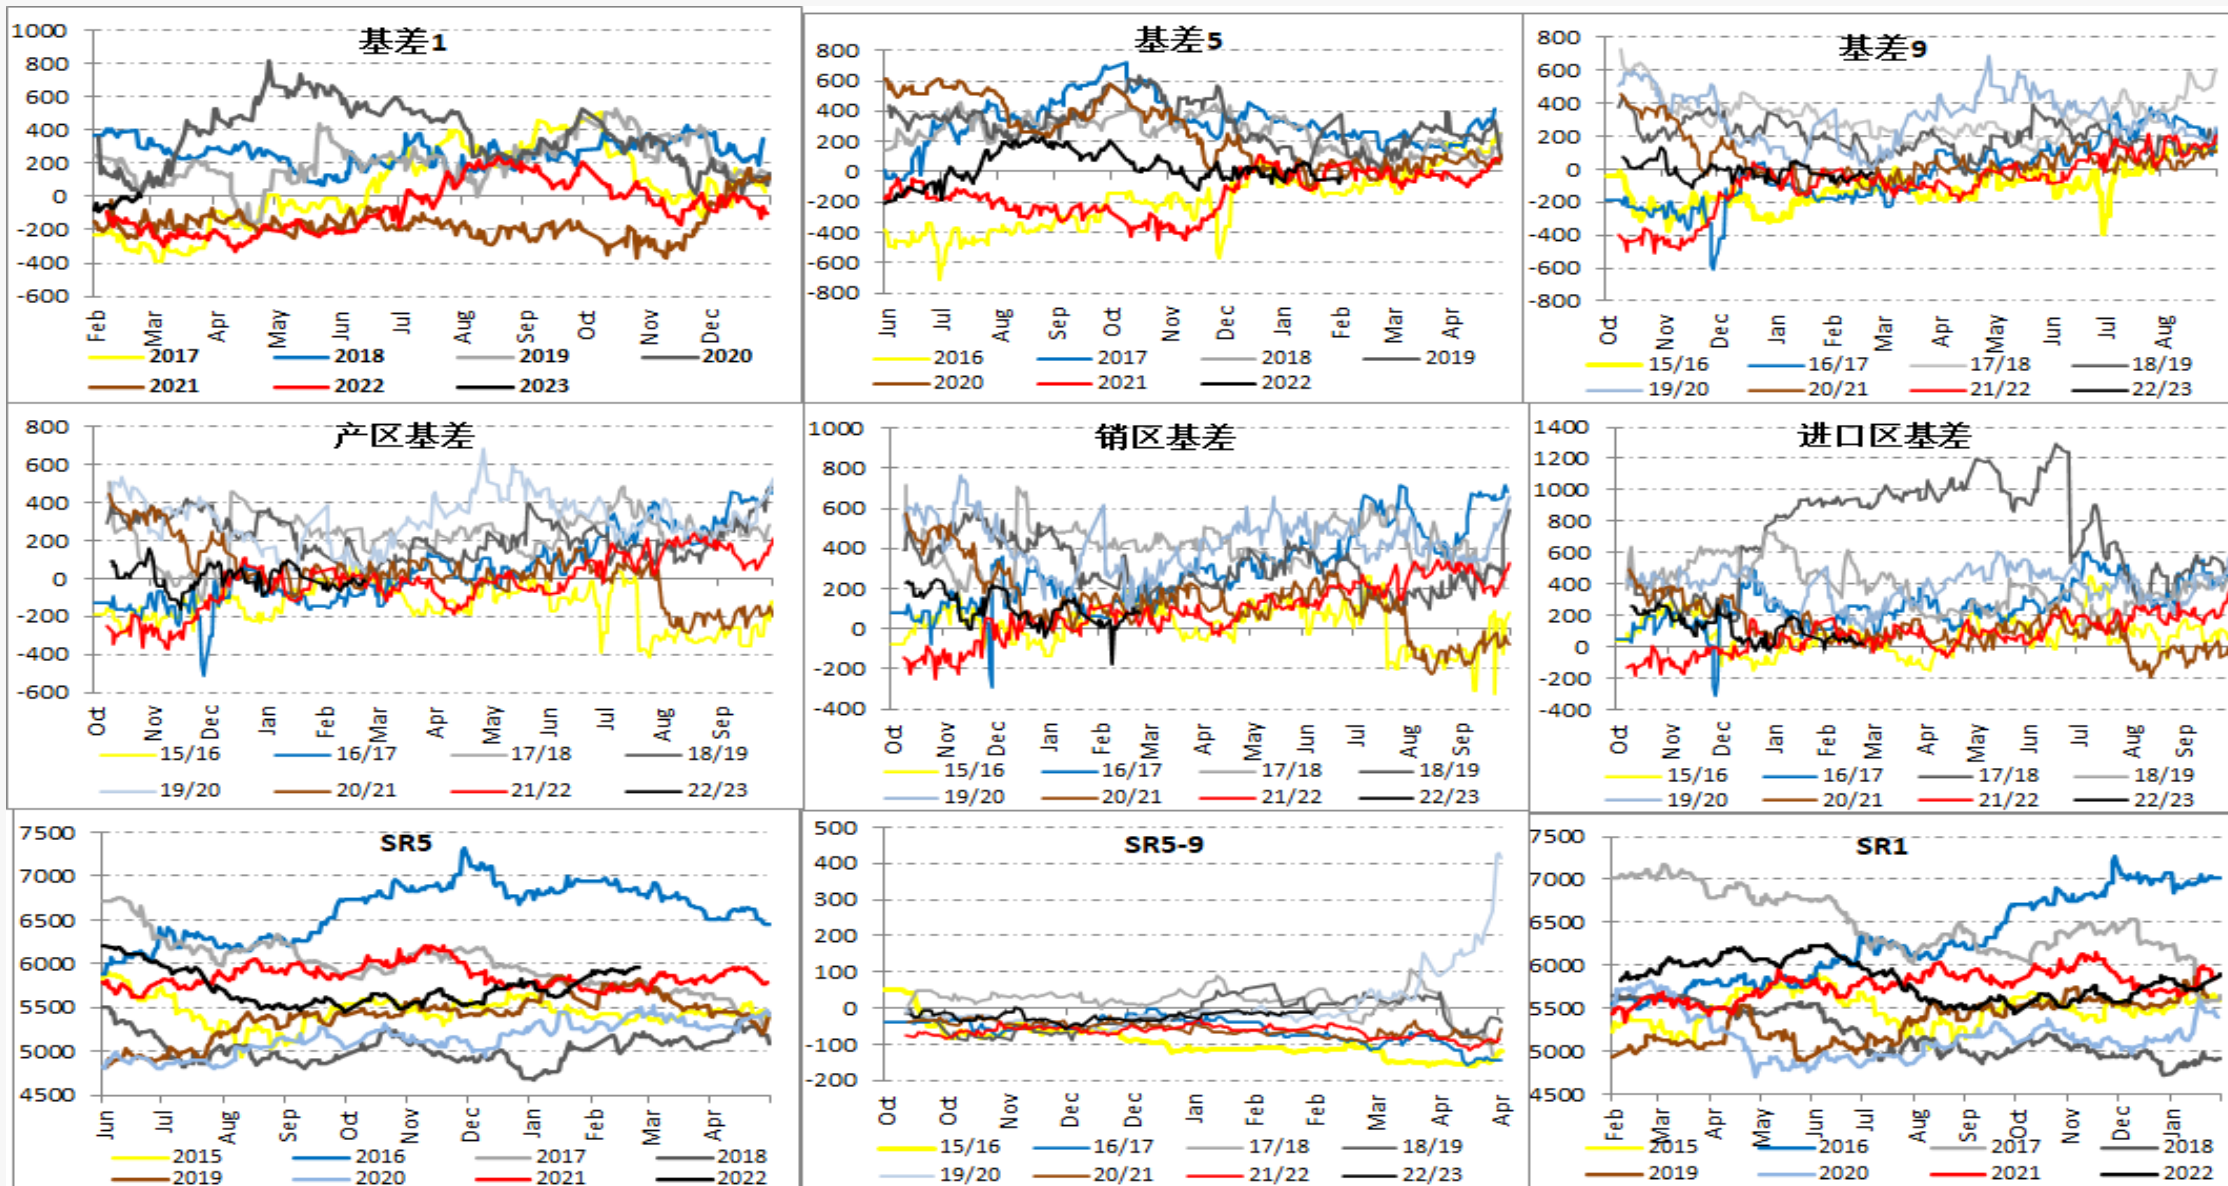 基差1
1000
800
600
400
200
0
-200
-400
-600
Feb
Mar
Apr
May
Jun
Jul
Aug
Sep
Oct
Nov
Dec
2017 2018 2019 2020
2021 2022 2023
基差5
800
600
400
200
0
-200
-400
-600
-800
Jun
Jul
Aug
Sep
Oct
Nov
Dec
Jan
Feb
Mar
Apr
2016 2017 2018 2019
2020 2021 2022
基差9
800
600
400
200
0
-200
-400
-600
-800
Oct
Nov
Dec
Jan
Feb
Mar
Apr
May
Jun
Jul
Aug
15/16 16/17 17/18 18/19
19/20 20/21 21/22 22/23
产区基差
800
600
400
200
0
-200
-400
-600
Oct
Nov
Dec
Jan
Feb
Mar
Apr
May
Jun
Jul
Aug
Sep
15/16 16/17 17/18 18/19
19/20 20/21 21/22 22/23
销区基差
1000
800
600
400
200
0
-200
-400
Oct
Nov
Dec
Jan
Feb
Mar
Apr
May
Jun
Jul
Aug
Sep
15/16 16/17 17/18 18/19
19/20 20/21 21/22 22/23
进口区基差
1400
1200
1000
800
600
400
200
0
-200
-400
Oct
Nov
Dec
Jan
Feb
Mar
Apr
May
Jun
Jul
Aug
Sep
15/16 16/17 17/18 18/19
19/20 20/21 21/22 22/23
SR5
7500
7000
6500
6000
5500
5000
4500
Jun
Jul
Aug
Sep
Oct
Nov
Dec
Jan
Feb
Mar
Apr
2015 2016 2017 2018
2019 2020 2021 2022
SR5-9
500
400
300
200
100
0
-100
-200
Oct
Oct
Nov
Dec
Dec
Jan
Feb
Feb
Mar
Apr
Apr
15/16 16/17 17/18 18/19
19/20 20/21 21/22 22/23
SR1
7500
7000
6500
6000
5500
5000
4500
Feb
Mar
Apr
May
Jun
Jul
Aug
Sep
Oct
Nov
Dec
Jan
2015 2016 2017 2018
2019 2020 2021 2022